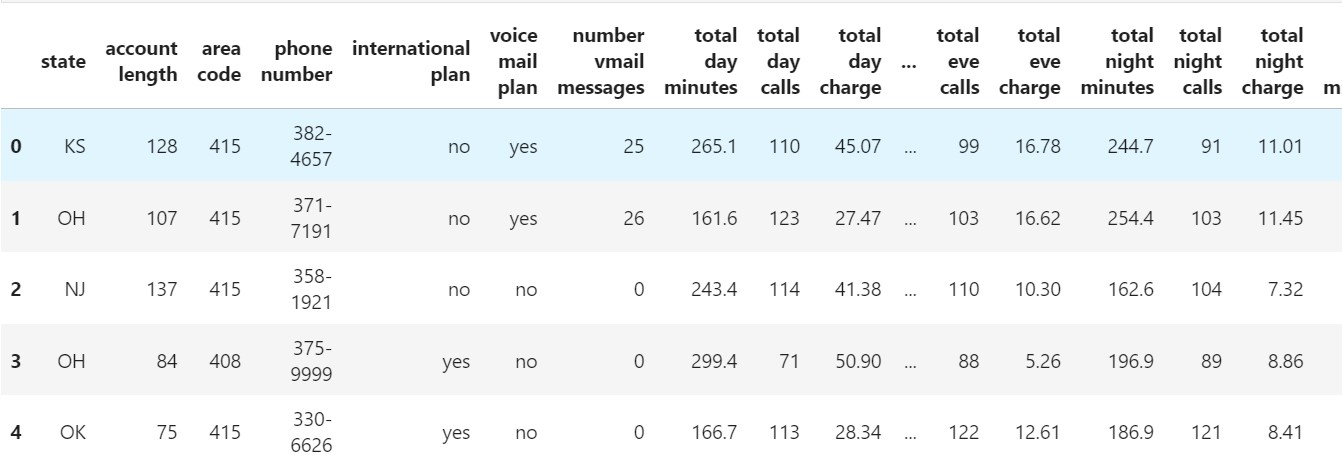 state account length area code phone number international plan voice mail plan number vmail messages total day minutes total day calls total day charge ... total eve calls total eve charge total night minutes total night calls total night charge m
0 KS 128 415 382-4657 no yes 25 265.1 110 45.07 ... 99 16.78 244.7 91 11.01
1 OH 107 415 371-7191 no yes 26 161.6 123 27.47 ... 103 16.62 254.4 103 11.45
2 NJ 137 415 358-1921 no no 0 243.4 114 41.38 ... 110 10.30 162.6 104 7.32
3 OH 84 408 375-9999 yes no 0 299.4 71 50.90 ... 88 5.26 196.9 89 8.86
4 OK 75 415 330-6626 yes no 0 166.7 113 28.34 ... 122 12.61 186.9 121 8.41